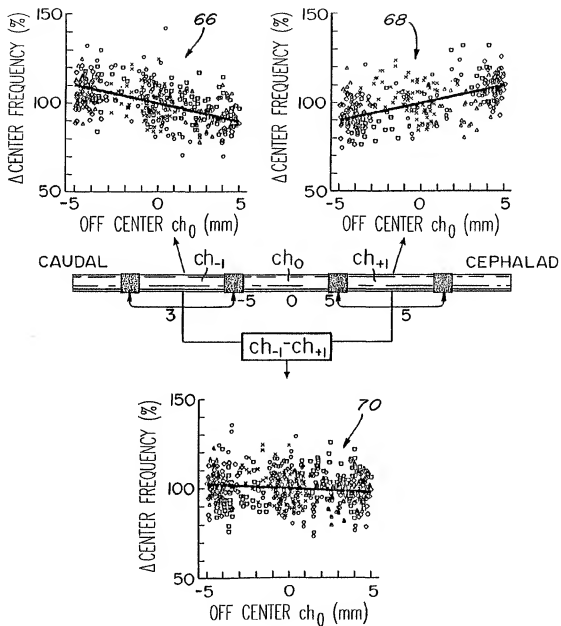 66
ΔCENTER FREQUENCY (%)
150
100
50
-5 0 5
OFF CENTER ch0 (mm)
68
ΔCENTER FREQUENCY (%)
150
100
50
-5 0 5
OFF CENTER ch0 (mm)
CAUDAL ch-1 ch0 ch+1 CEPHALAD
3 -5 0 5 5
ch-1-ch+1
70
ΔCENTER FREQUENCY (%)
150
100
50
-5 0 5
OFF CENTER ch0 (mm)